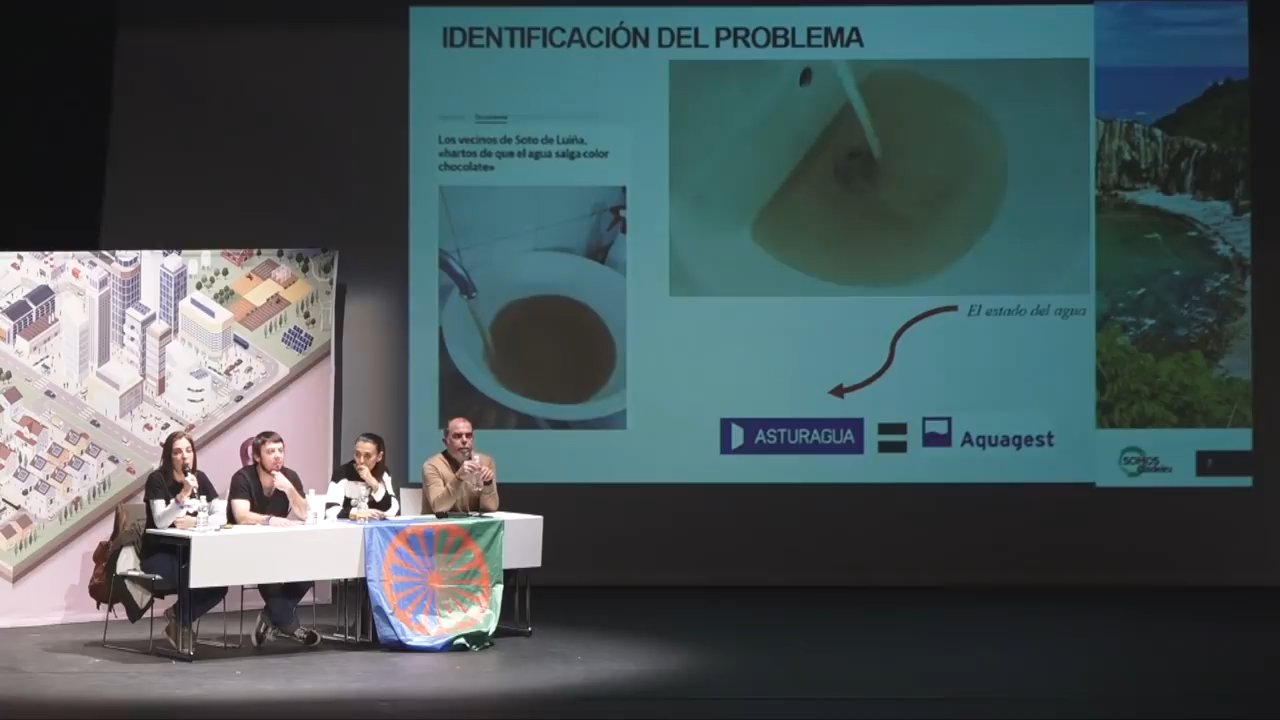 IDENTIFICACIÓN DEL PROBLEMA
Los vecinos de Soto de Luiña,
«hartos de que el agua salga color
chocolate»
El estado del agua
ASTURAGUA = Aquagest
SOMOS